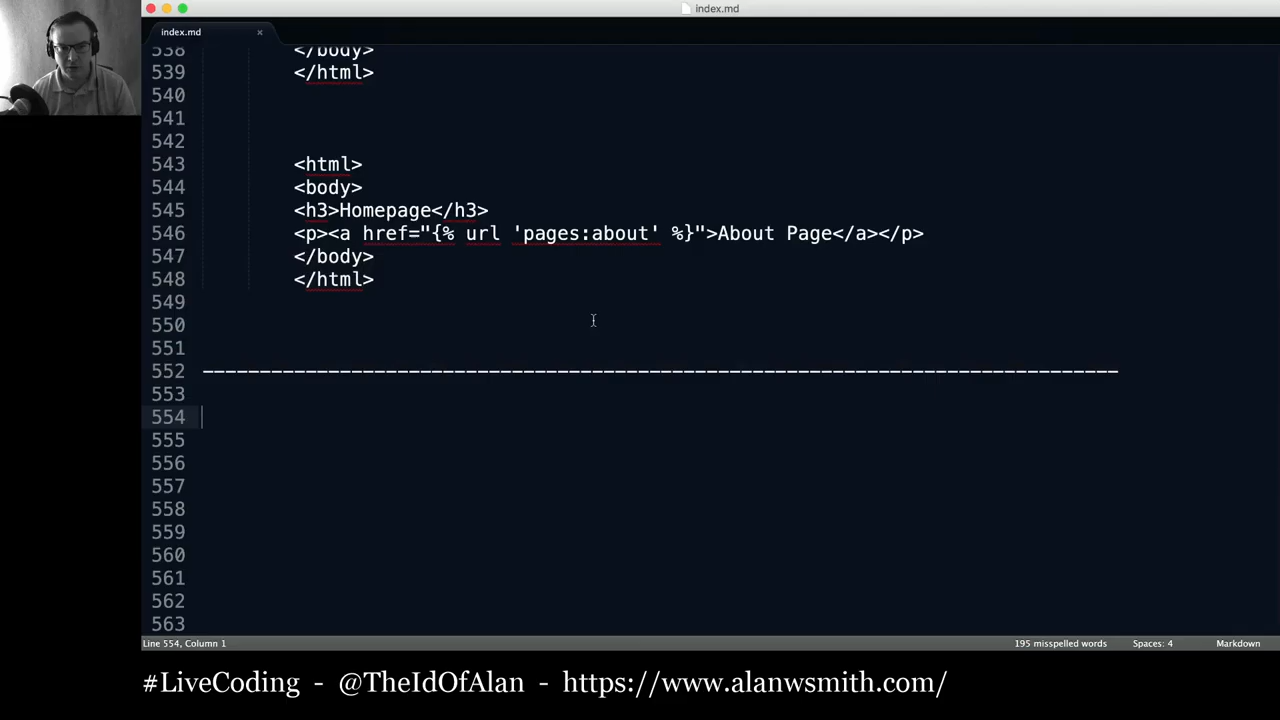 index.md
index.md ×
538 </body>
539 </html>
540
541
542
543 <html>
544 <body>
545 <h3>Homepage</h3>
546 <p><a href="{% url 'pages:about' %}">About Page</a></p>
547 </body>
548 </html>
549
550
551
552 --------------------------------------------------------------------------------
553
554
555
556
557
558
559
560
561
562
563
Line 554, Column 1 195 misspelled words Spaces: 4 Markdown
#LiveCoding - @TheIdOfAlan - https://www.alanwsmith.com/